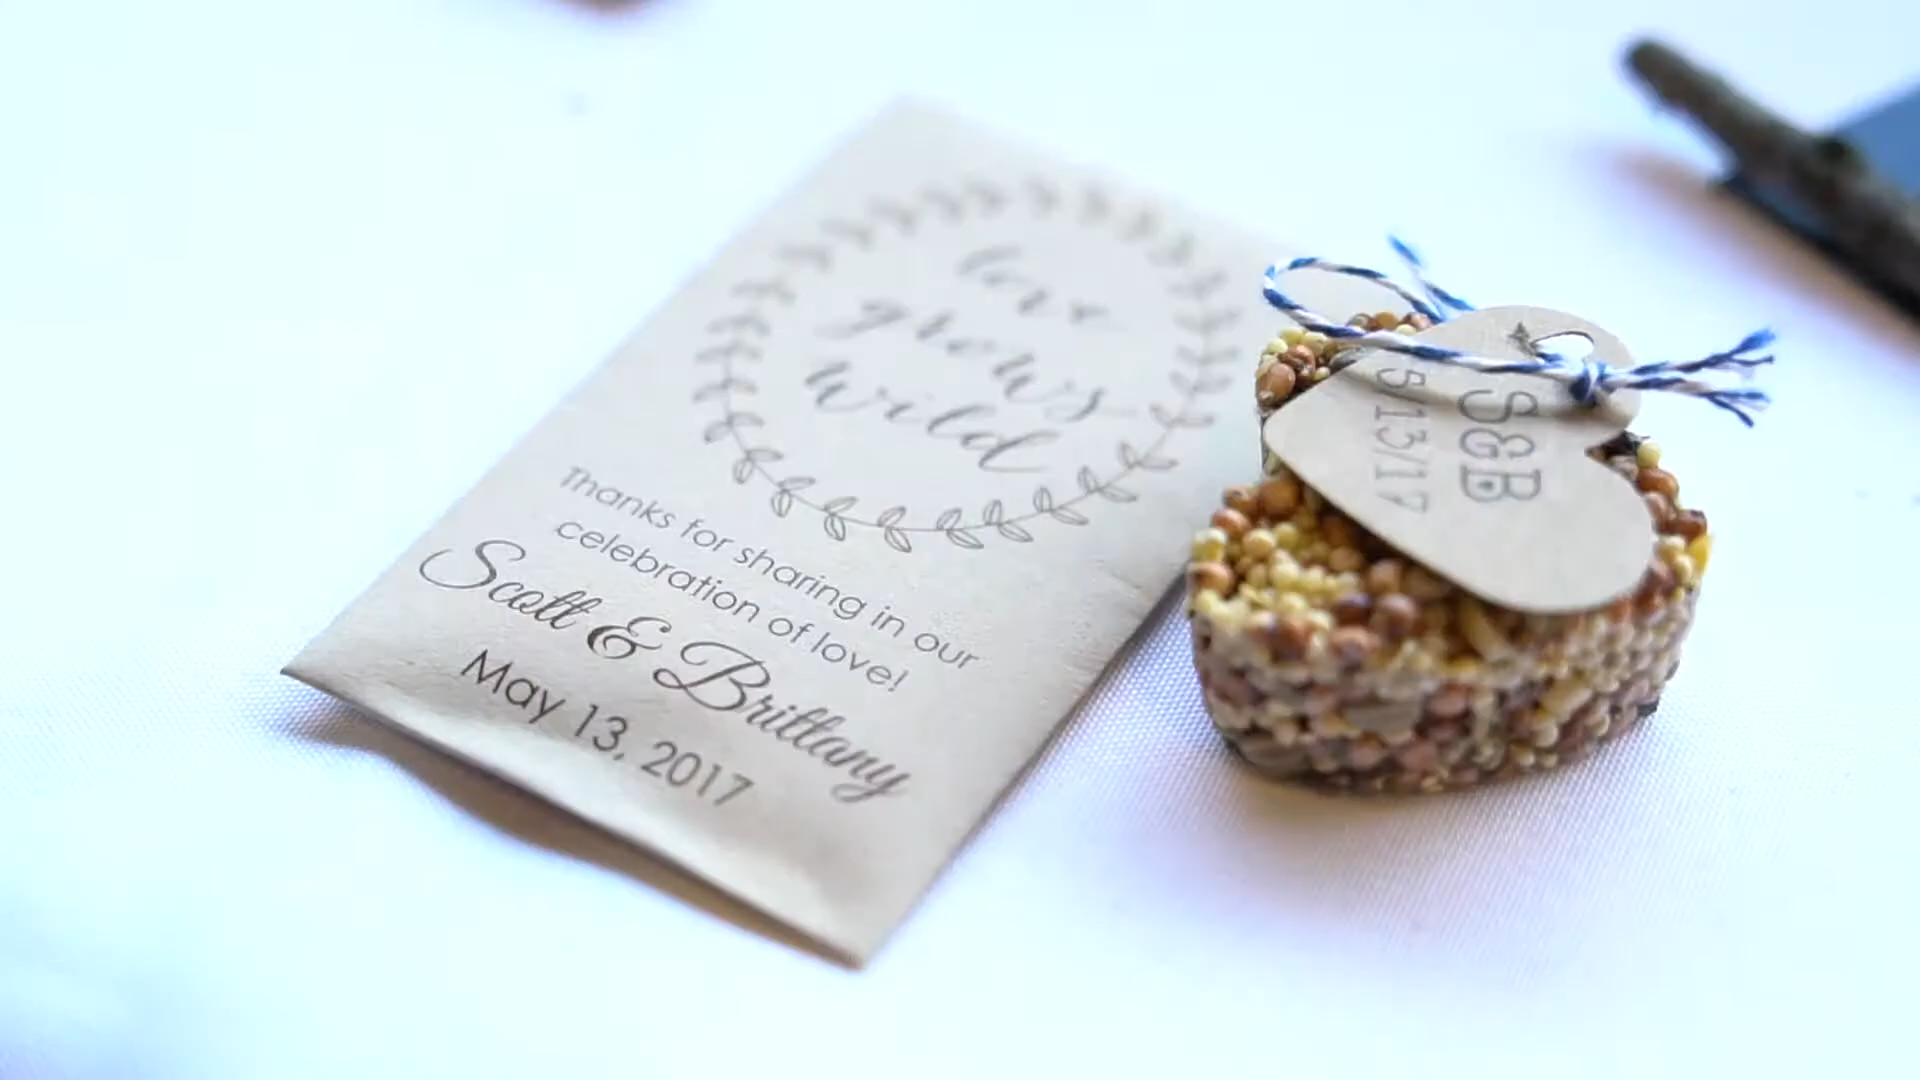 love
grows
wild
Thanks for sharing in our
celebration of love!
Scott & Brittany
May 13, 2017
S&B
5/13/17